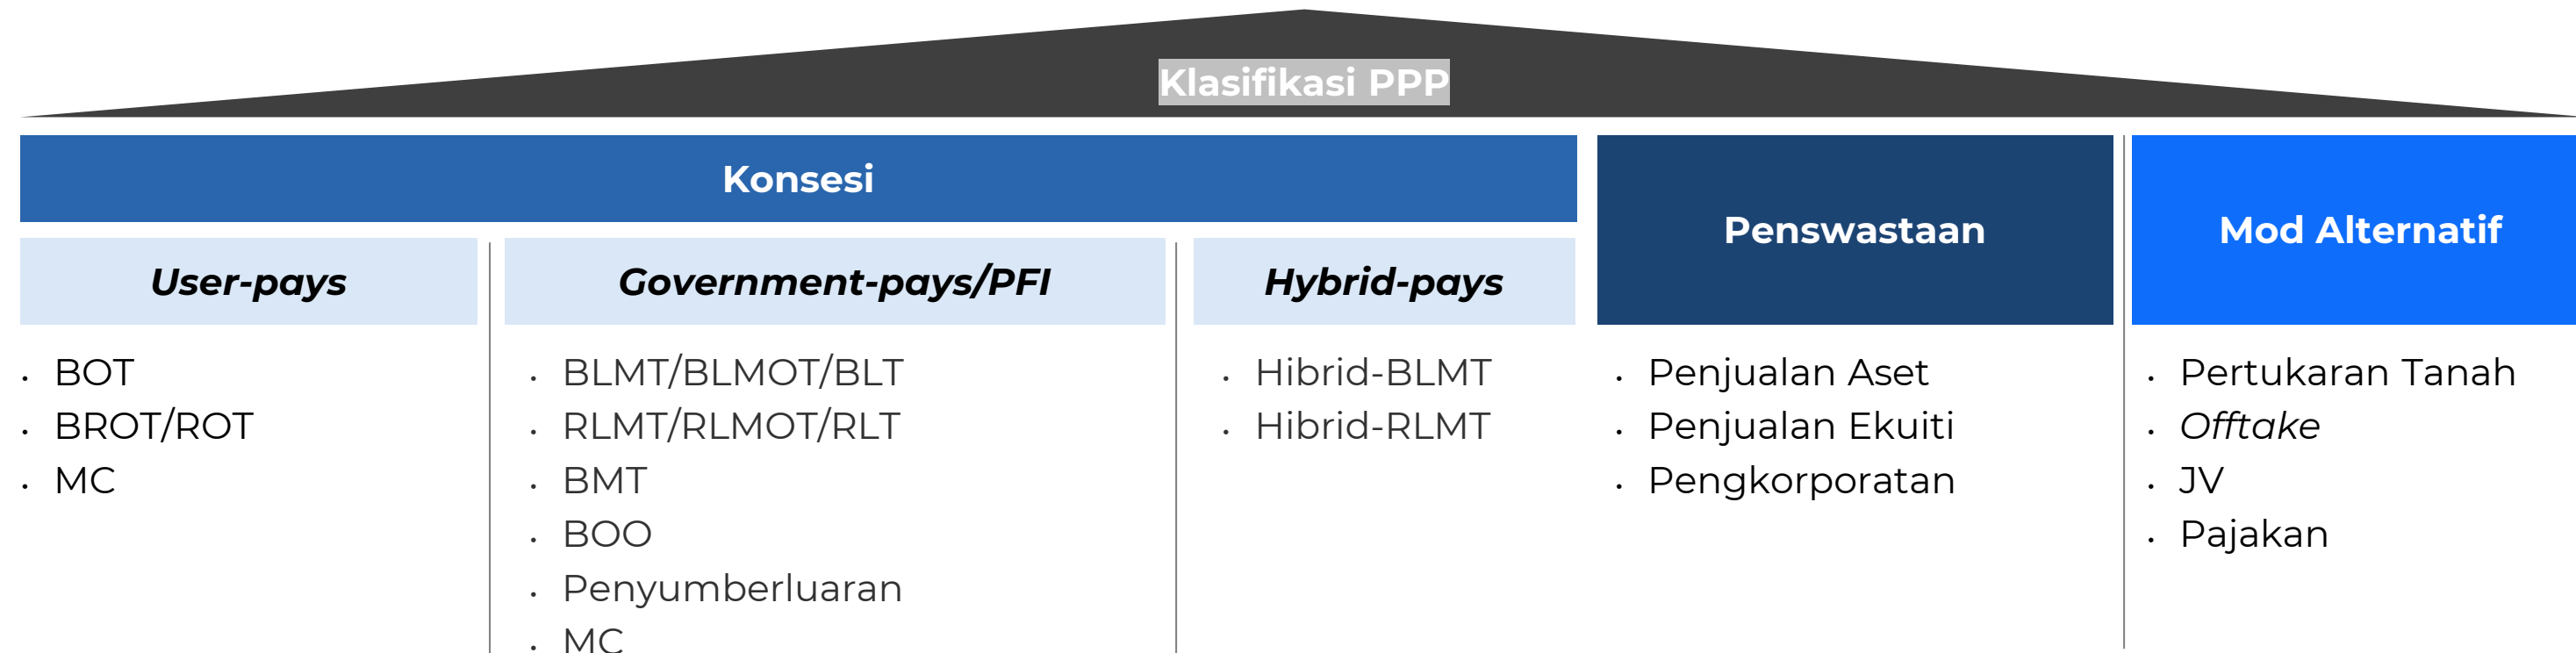 Klasifikasi PPP
Konsesi
User-pays
• BOT
• BROT/ROT
• MC
Government-pays/PFI
• BLMT/BLMOT/BLT
• RLMT/RLMOT/RLT
• BMT
• BOO
• Penyumberluaran
• MC
Hybrid-pays
• Hibrid-BLMT
• Hibrid-RLMT
Penswastaan
• Penjualan Aset
• Penjualan Ekuiti
• Pengkorporatan
Mod Alternatif
• Pertukaran Tanah
• Offtake
• JV
• Pajakan